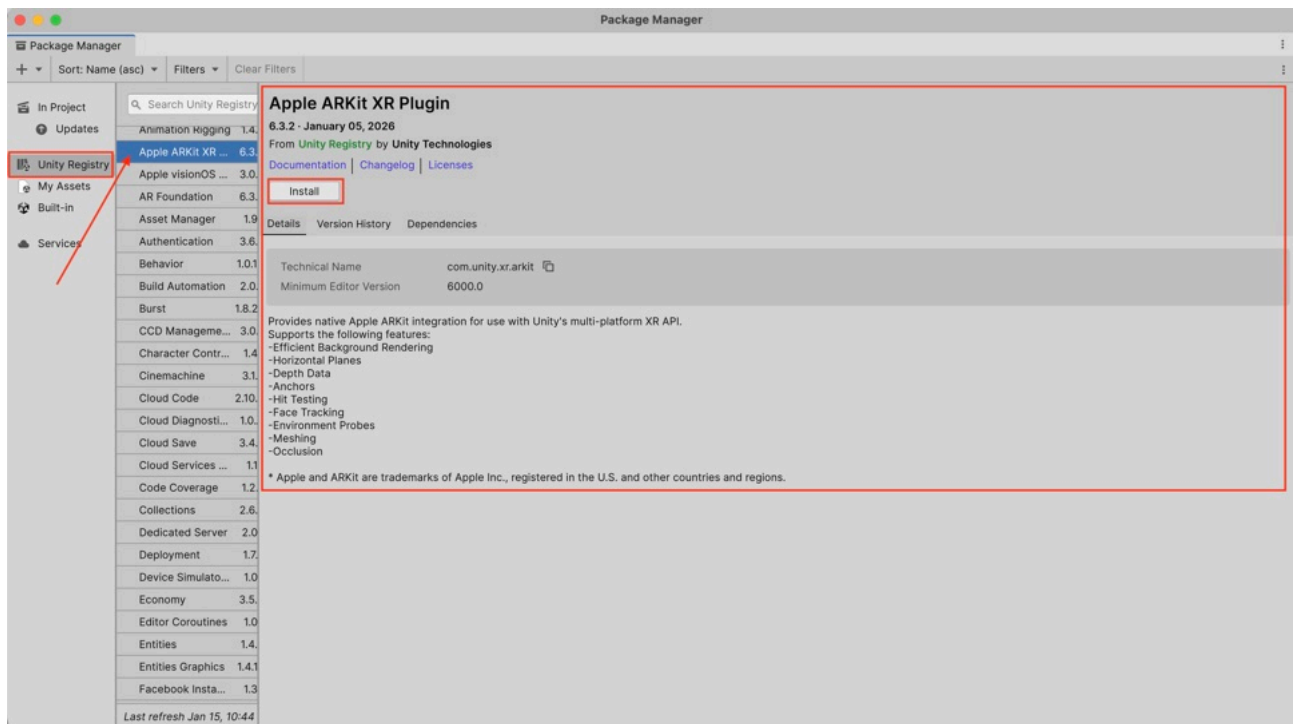 Package Manager
Package Manager
Sort: Name (asc) Filters Clear Filters
In Project
Updates
Unity Registry
My Assets
Built-in
Services
Search Unity Registry
Animation Rigging 1.4.
Apple ARKit XR ... 6.3.
Apple visionOS ... 3.0.
AR Foundation 6.3.
Asset Manager 1.9
Authentication 3.6.
Behavior 1.0.1
Build Automation 2.0.
Burst 1.8.2
CCD Manageme... 3.0.
Character Contr... 1.4
Cinemachine 3.1.
Cloud Code 2.10.
Cloud Diagnosti... 1.0.
Cloud Save 3.4.
Cloud Services ... 1.1
Code Coverage 1.2.
Collections 2.6.
Dedicated Server 2.0
Deployment 1.7.
Device Simulato... 1.0
Economy 3.5.
Editor Coroutines 1.0
Entities 1.4.
Entities Graphics 1.4.1
Facebook Insta... 1.3
Last refresh Jan 15, 10:44
Apple ARKit XR Plugin
6.3.2 · January 05, 2026
From Unity Registry by Unity Technologies
Documentation | Changelog | Licenses
Install
Details Version History Dependencies
Technical Name com.unity.xr.arkit
Minimum Editor Version 6000.0
Provides native Apple ARKit integration for use with Unity's multi-platform XR API.
Supports the following features:
-Efficient Background Rendering
-Horizontal Planes
-Depth Data
-Anchors
-Hit Testing
-Face Tracking
-Environment Probes
-Meshing
-Occlusion
* Apple and ARKit are trademarks of Apple Inc., registered in the U.S. and other countries and regions.